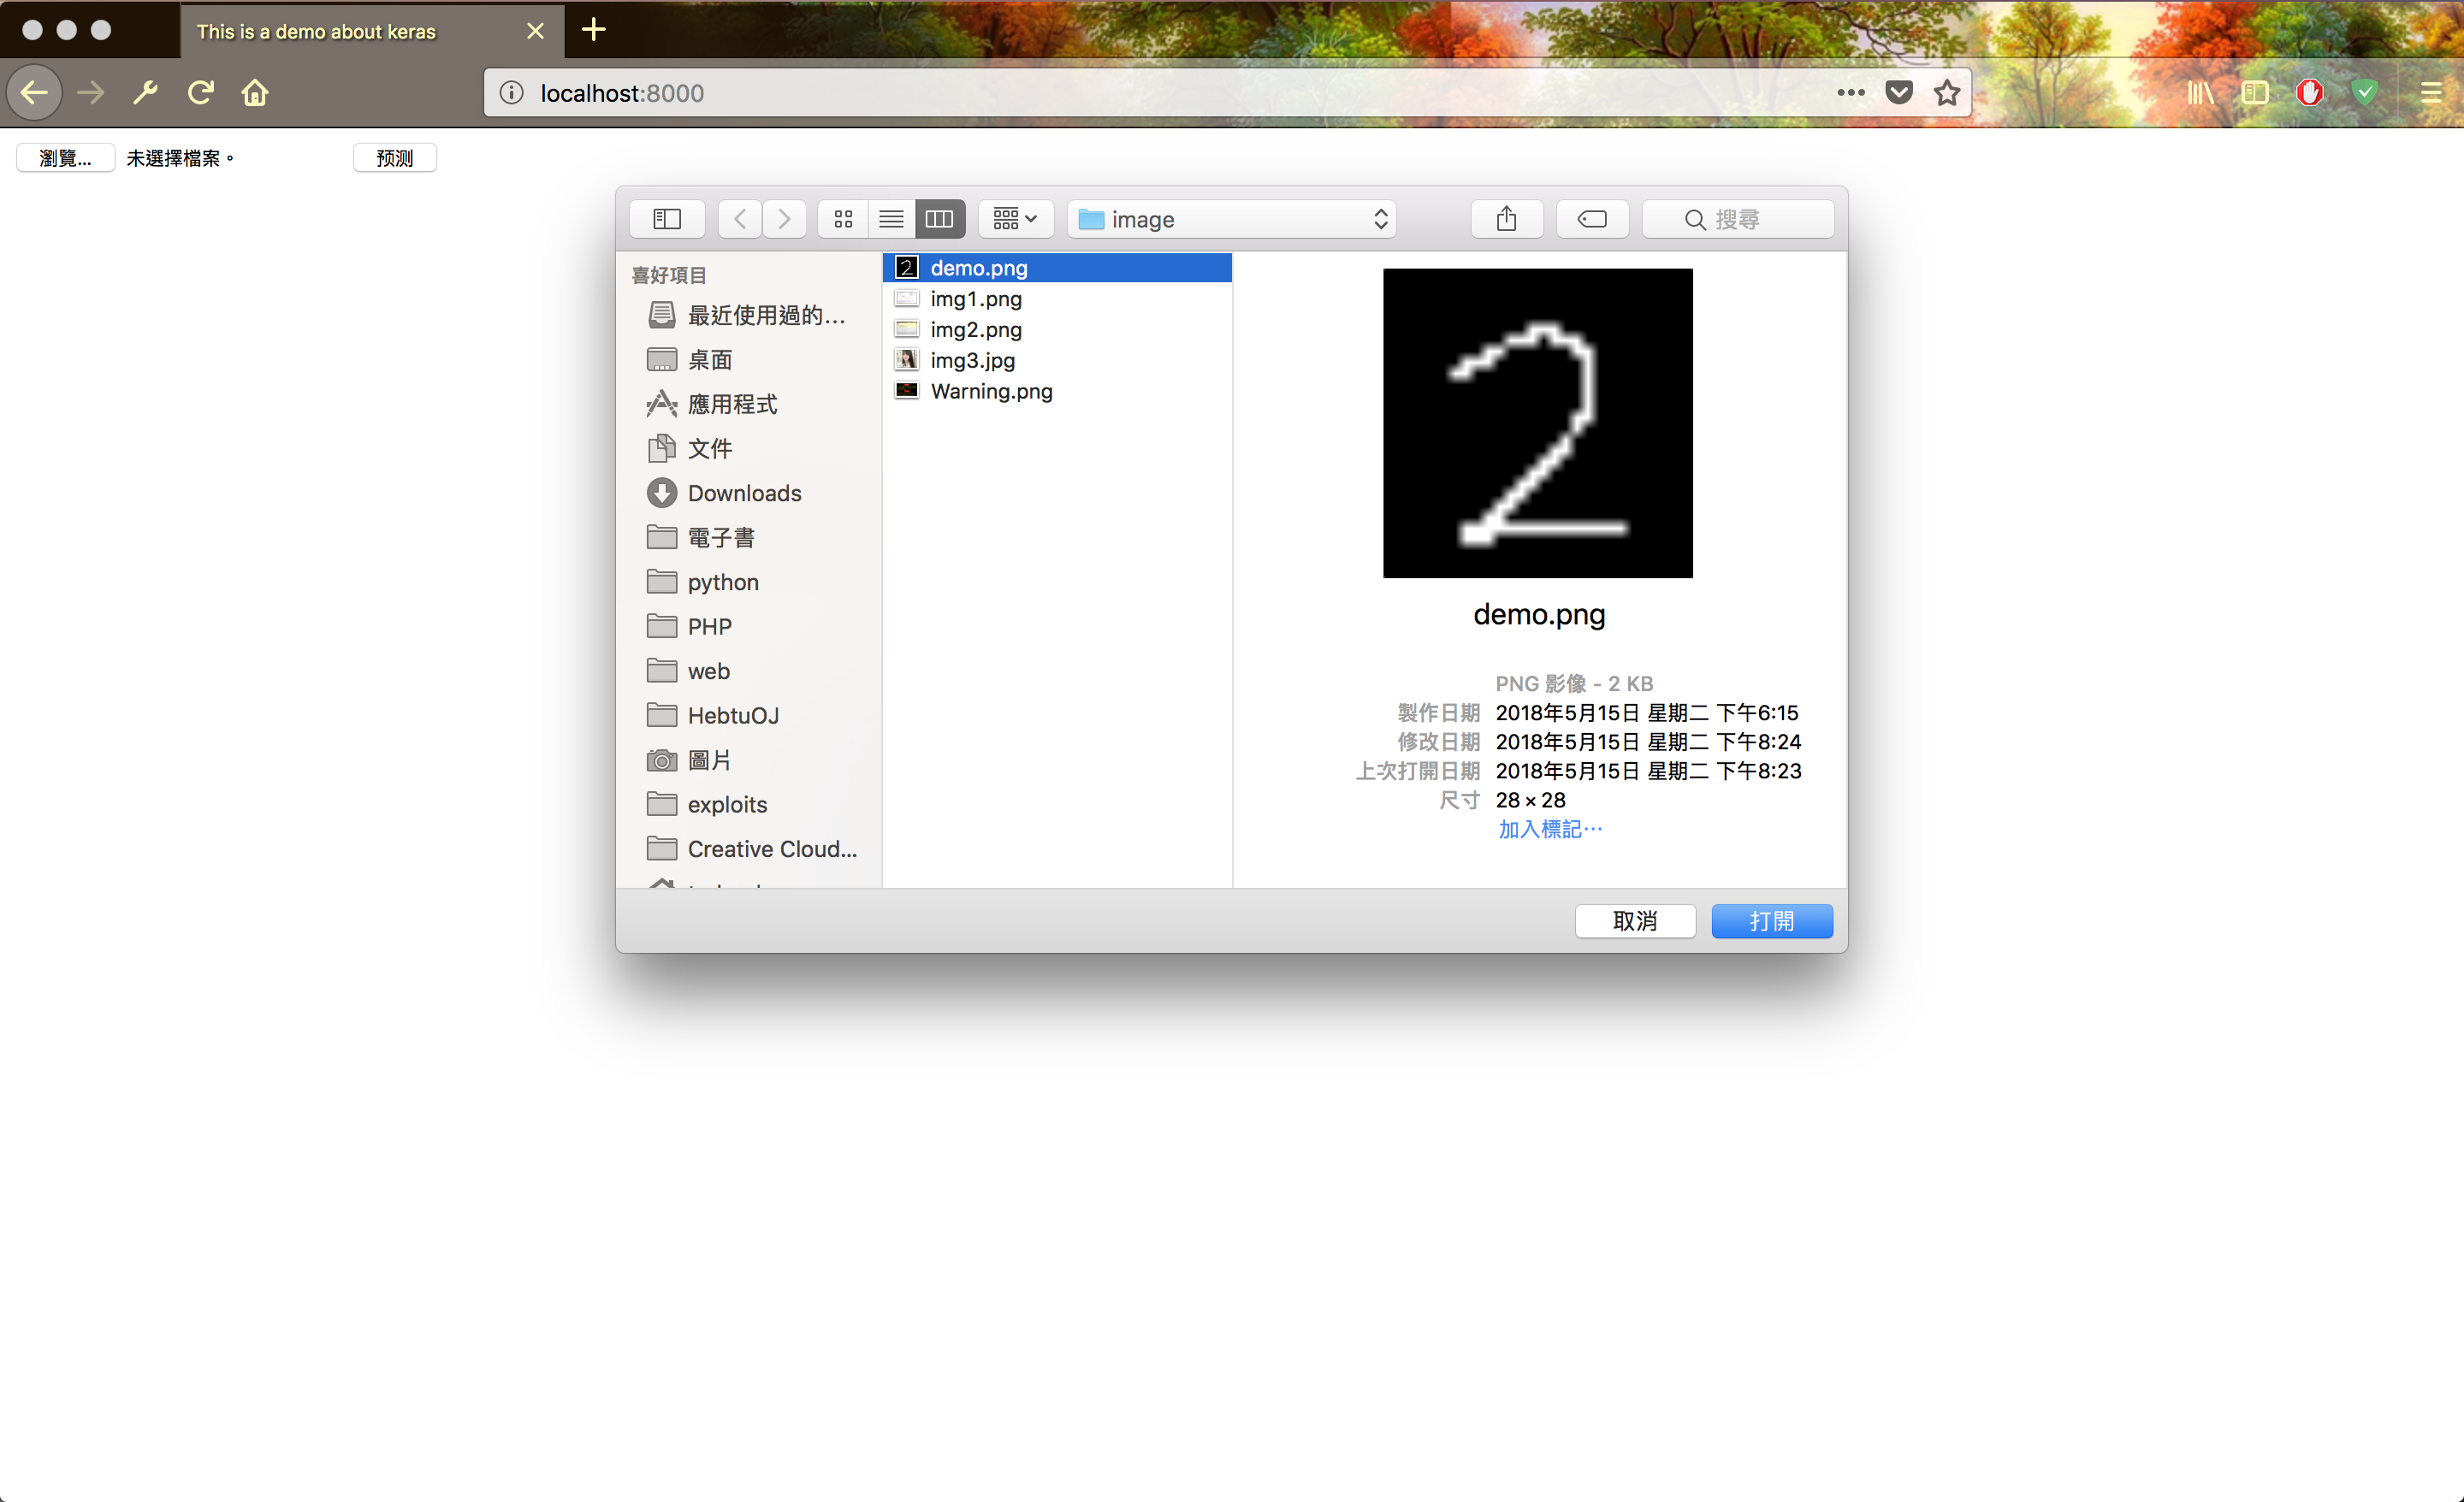 This is a demo about keras
localhost:8000
瀏覽... 未選擇檔案。 预测
image
搜尋
喜好項目
最近使用過的...
桌面
應用程式
文件
Downloads
電子書
python
PHP
web
HebtuOJ
圖片
exploits
Creative Cloud...
demo.png
img1.png
img2.png
img3.jpg
Warning.png
2
demo.png
PNG 影像 - 2 KB
製作日期 2018年5月15日 星期二 下午6:15
修改日期 2018年5月15日 星期二 下午8:24
上次打開日期 2018年5月15日 星期二 下午8:23
尺寸 28 × 28
加入標記⋯
取消 打開